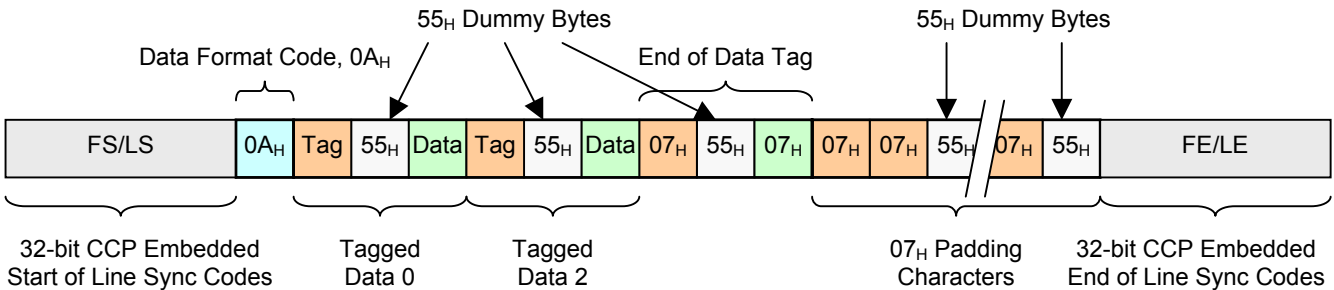 55H Dummy Bytes
55H Dummy Bytes
Data Format Code, 0AH
End of Data Tag
FS/LS
0AH
Tag
55H
Data
Tag
55H
Data
07H
55H
07H
07H
07H
55H
07H
55H
FE/LE
32-bit CCP Embedded
Start of Line Sync Codes
Tagged
Data 0
Tagged
Data 2
07H Padding
Characters
32-bit CCP Embedded
End of Line Sync Codes